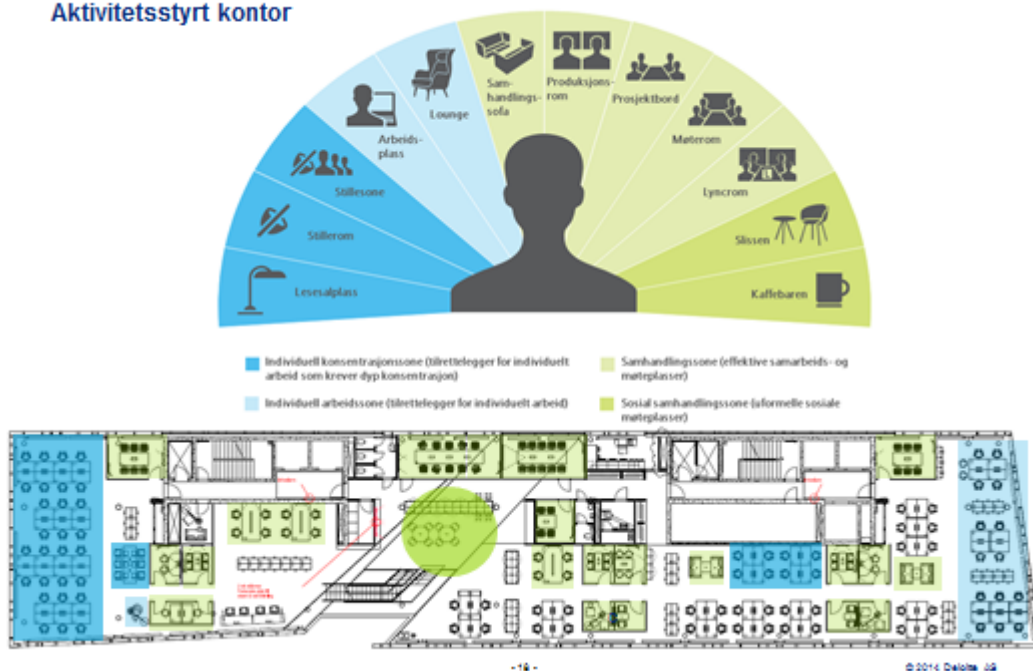 Aktivitetsstyrt kontor
Sam-
handlings-
sofa
Produksjons-
rom
Prosjektbord
Lounge
Møterom
Arbeids-
plass
Lyncrom
Stillesone
Stillerom
Slissen
Lesesalplass
Kaffebaren
Individuell konsentrasjonssone (tilrettelegger for individuelt
arbeid som krever dyp konsentrasjon)
Individuell arbeidssone (tilrettelegger for individuelt arbeid)
Samhandlingssone (effektive samarbeids- og
møteplasser)
Sosial samhandlingssone (uformelle sosiale
møteplasser)
© 2014 Deloitte AS